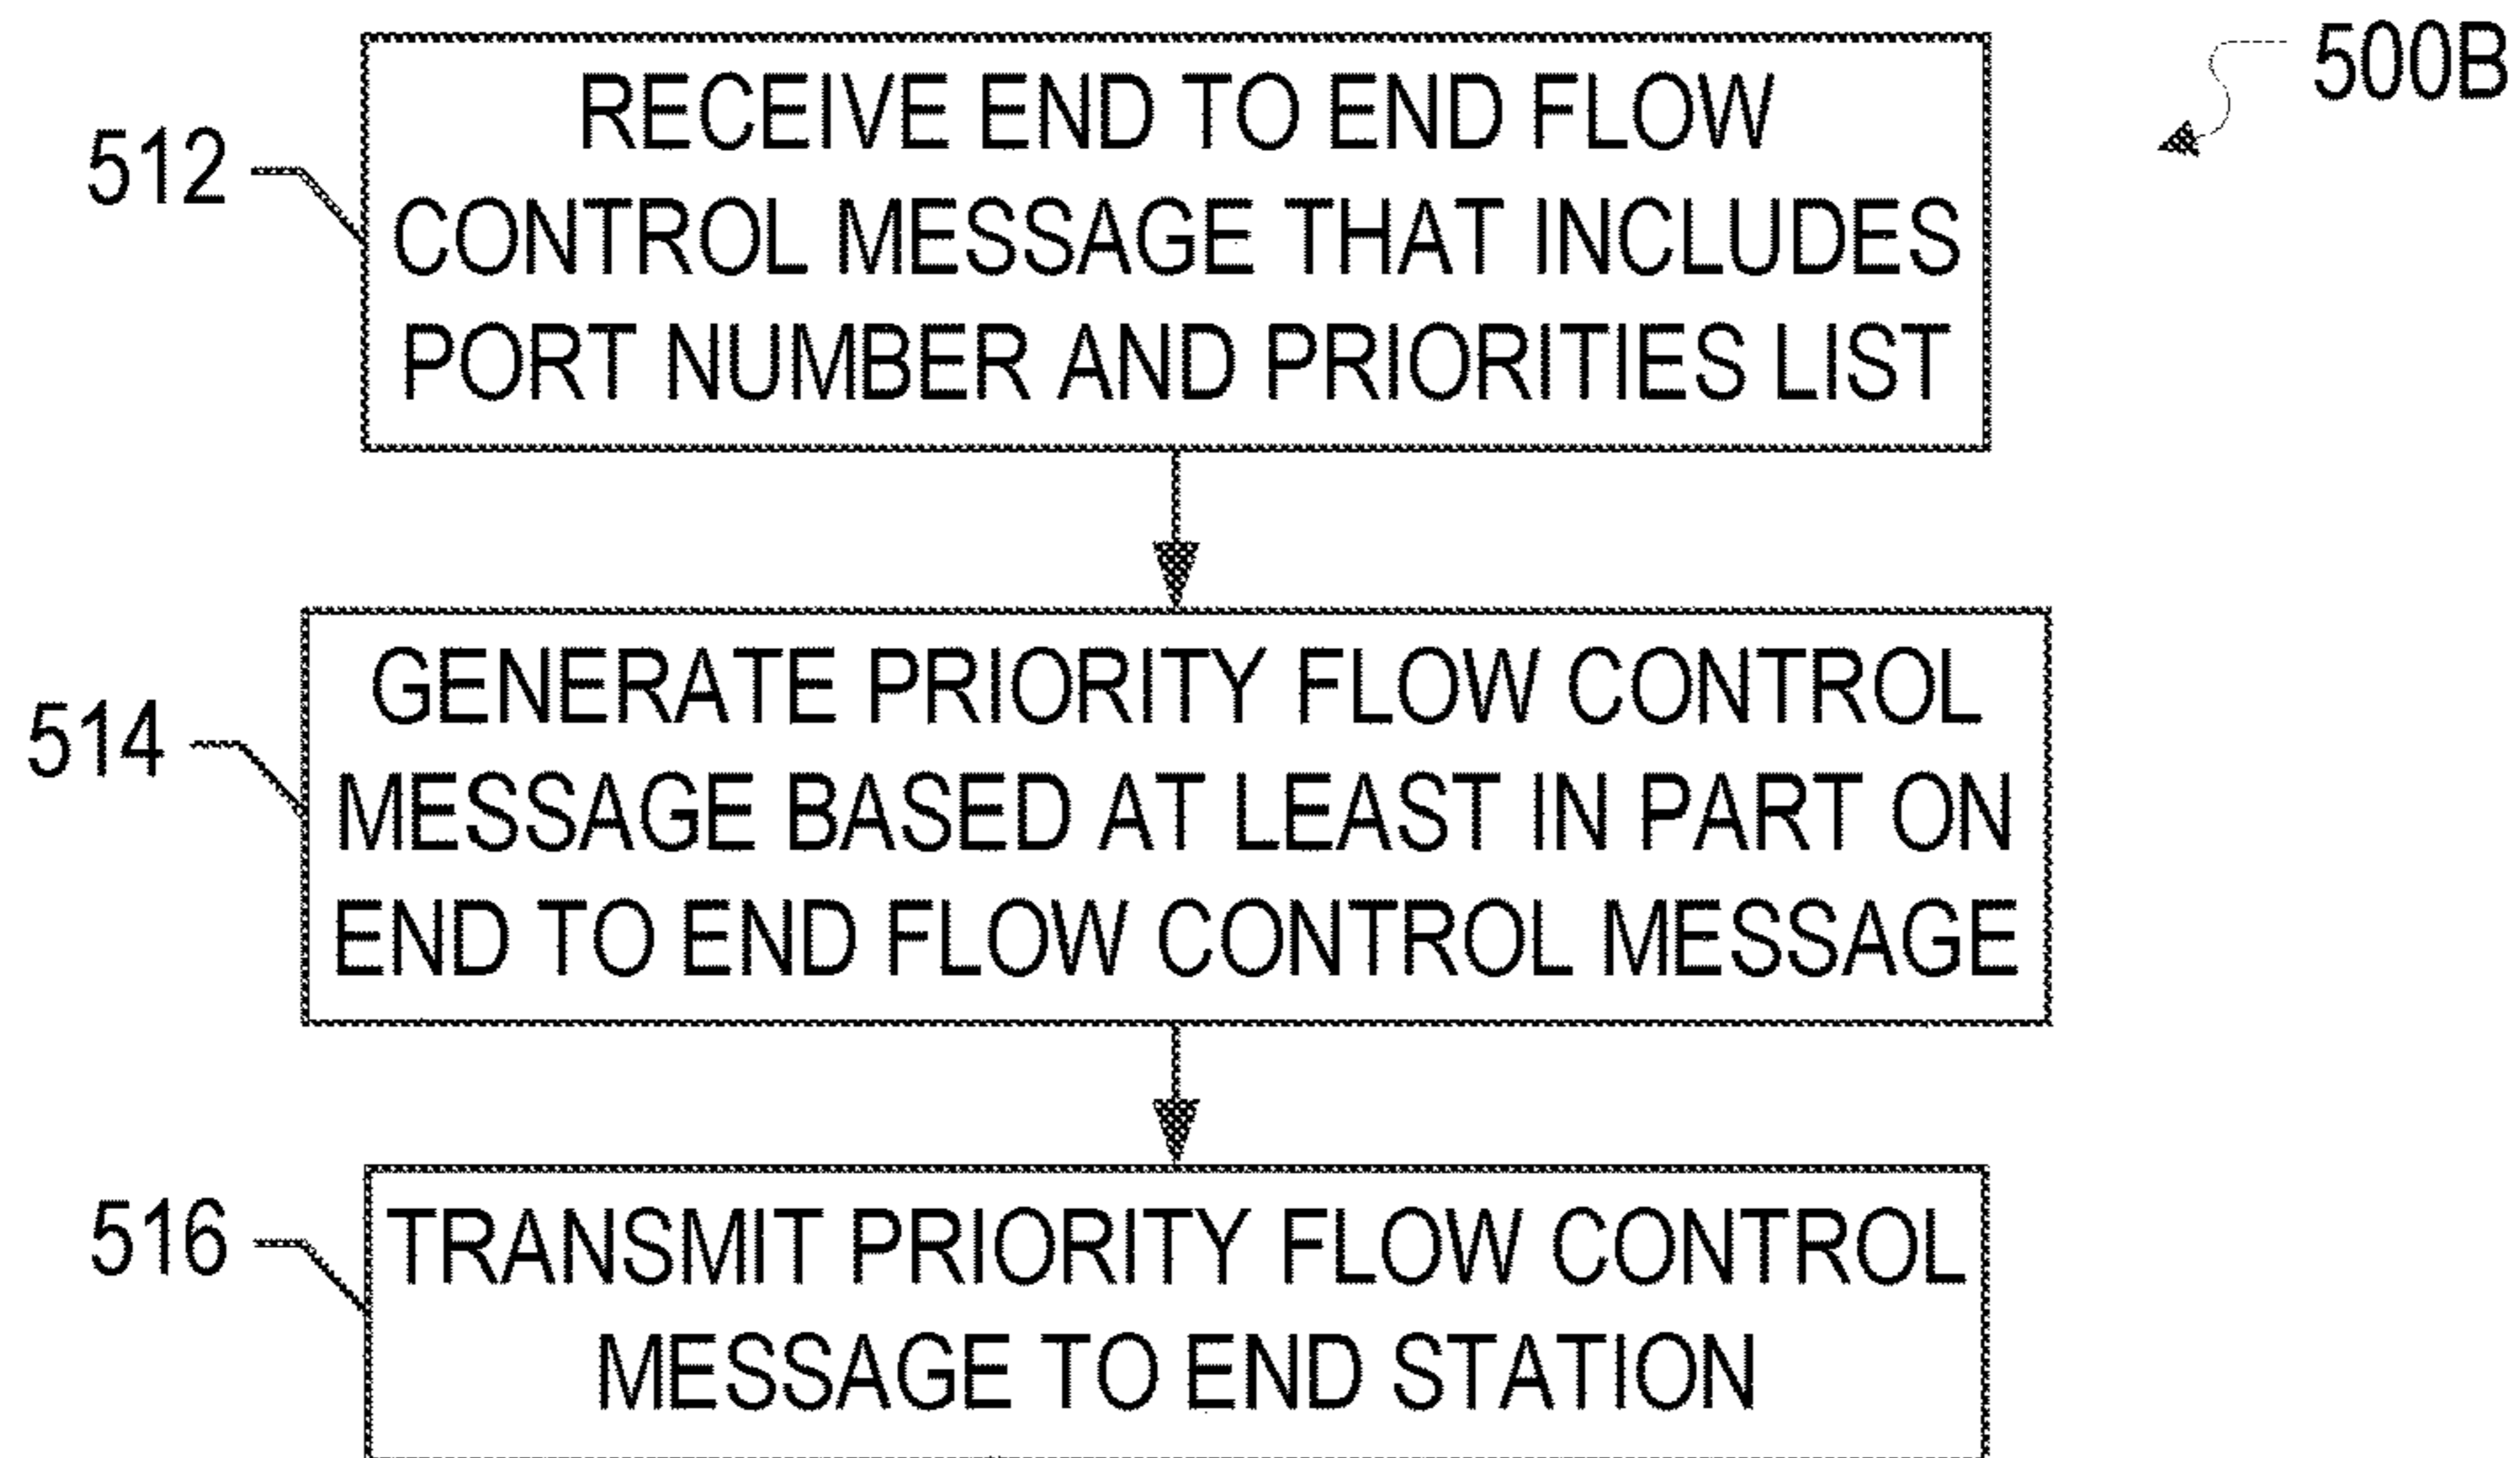 500B
512
RECEIVE END TO END FLOW
CONTROL MESSAGE THAT INCLUDES
PORT NUMBER AND PRIORITIES LIST
514
GENERATE PRIORITY FLOW CONTROL
MESSAGE BASED AT LEAST IN PART ON
END TO END FLOW CONTROL MESSAGE
516
TRANSMIT PRIORITY FLOW CONTROL
MESSAGE TO END STATION